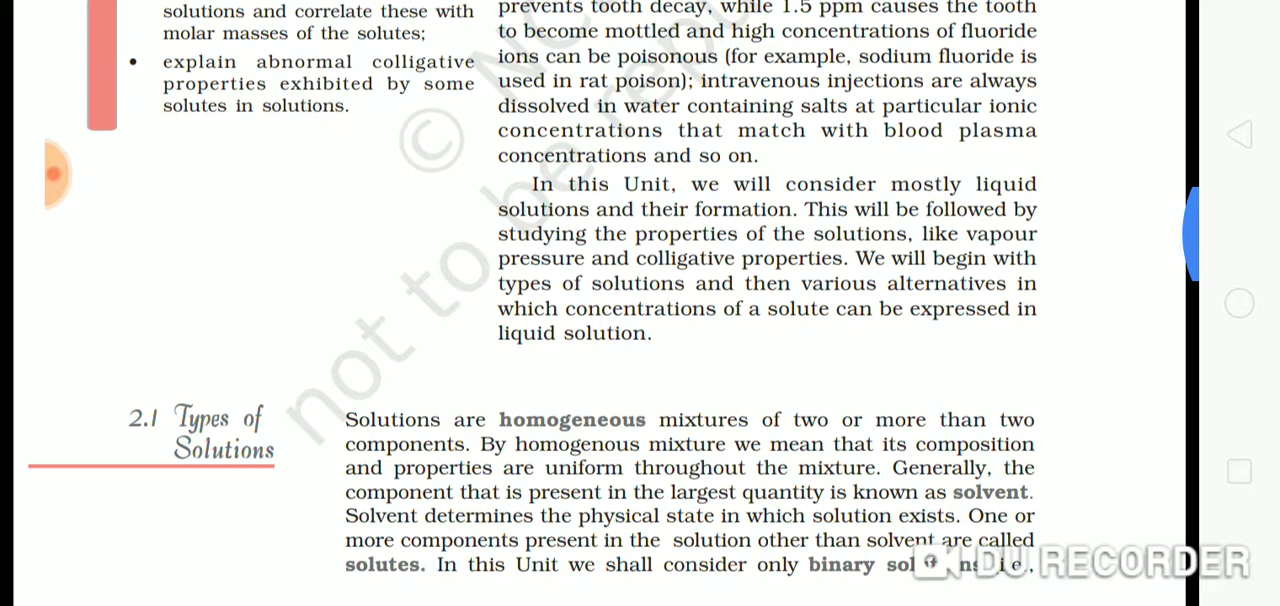 solutions and correlate these with
molar masses of the solutes;
• explain abnormal colligative
properties exhibited by some
solutes in solutions.
prevents tooth decay, while 1.5 ppm causes the tooth
to become mottled and high concentrations of fluoride
ions can be poisonous (for example, sodium fluoride is
used in rat poison); intravenous injections are always
dissolved in water containing salts at particular ionic
concentrations that match with blood plasma
concentrations and so on.
In this Unit, we will consider mostly liquid
solutions and their formation. This will be followed by
studying the properties of the solutions, like vapour
pressure and colligative properties. We will begin with
types of solutions and then various alternatives in
which concentrations of a solute can be expressed in
liquid solution.
2.1 Types of
Solutions
Solutions are homogeneous mixtures of two or more than two
components. By homogenous mixture we mean that its composition
and properties are uniform throughout the mixture. Generally, the
component that is present in the largest quantity is known as solvent.
Solvent determines the physical state in which solution exists. One or
more components present in the solution other than solvent are called
solutes. In this Unit we shall consider only binary i.e.,
© NC
not to be rep
DU RECORDER